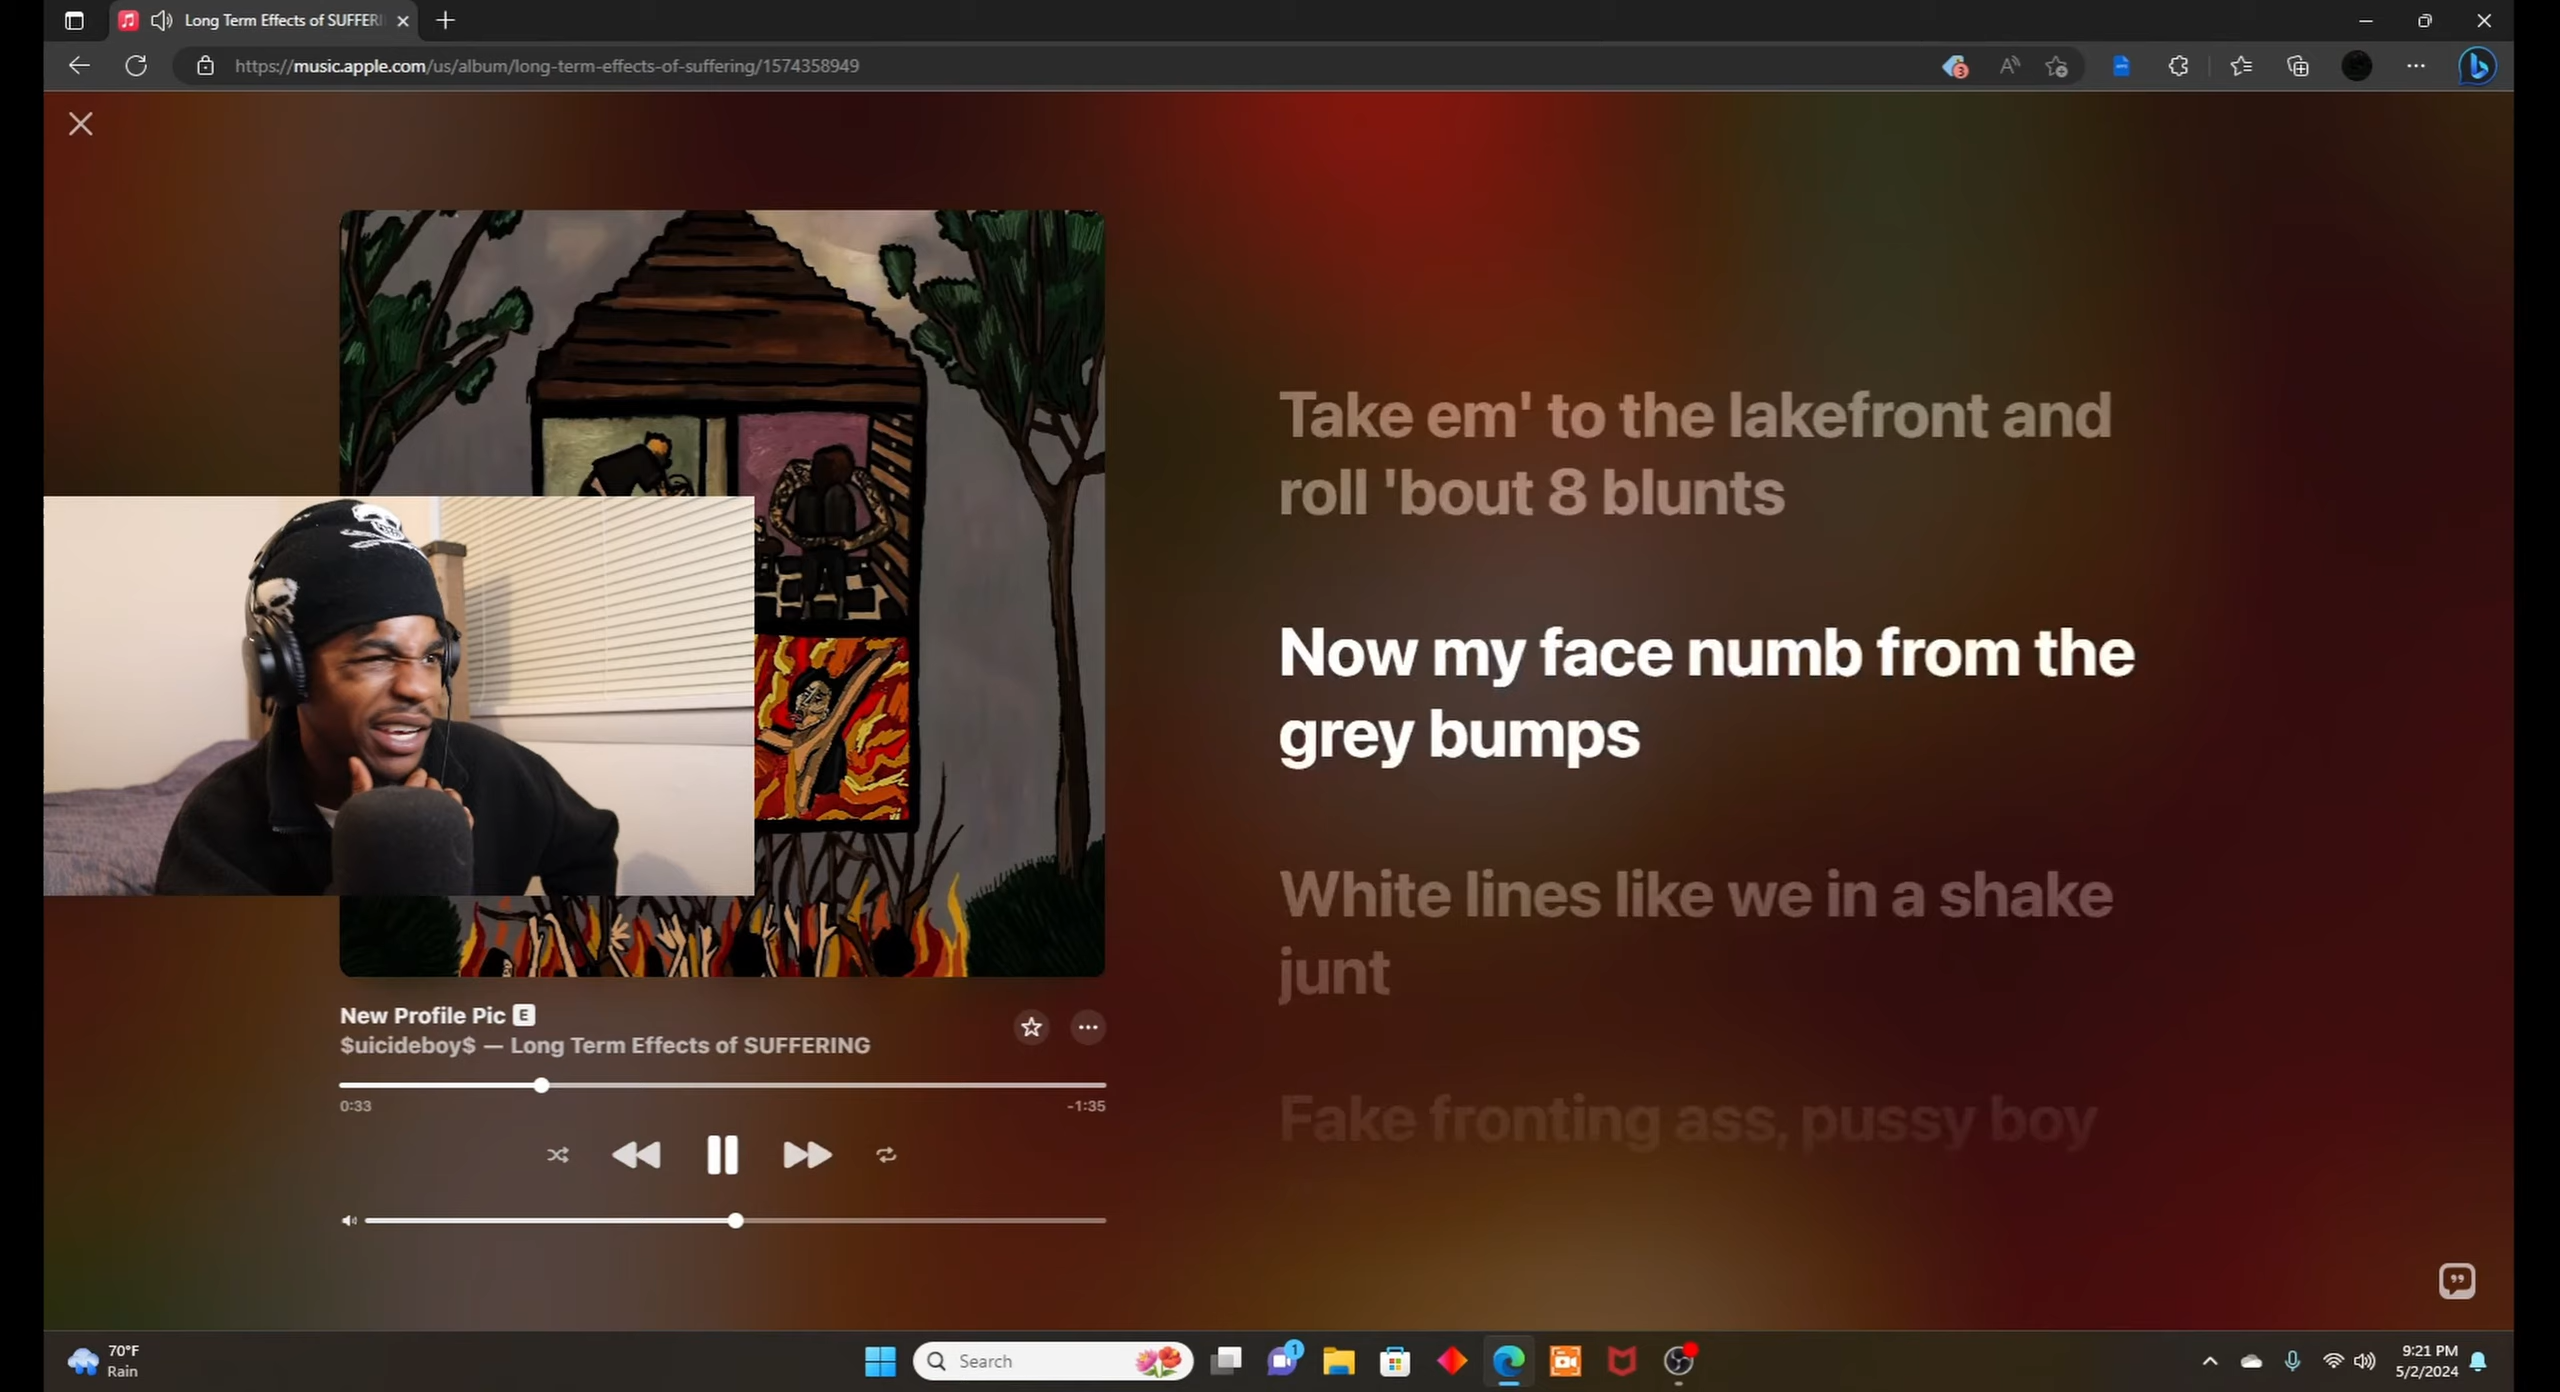 Long Term Effects of SUFFERI
https://music.apple.com/us/album/long-term-effects-of-suffering/1574358949
3
Take em' to the lakefront and
roll 'bout 8 blunts
Now my face numb from the
grey bumps
White lines like we in a shake
junt
Fake fronting ass, pussy boy
New Profile Pic E
$uicideboy$ — Long Term Effects of SUFFERING
0:33
-1:35
70°F
Rain
Search
1
9:21 PM
5/2/2024